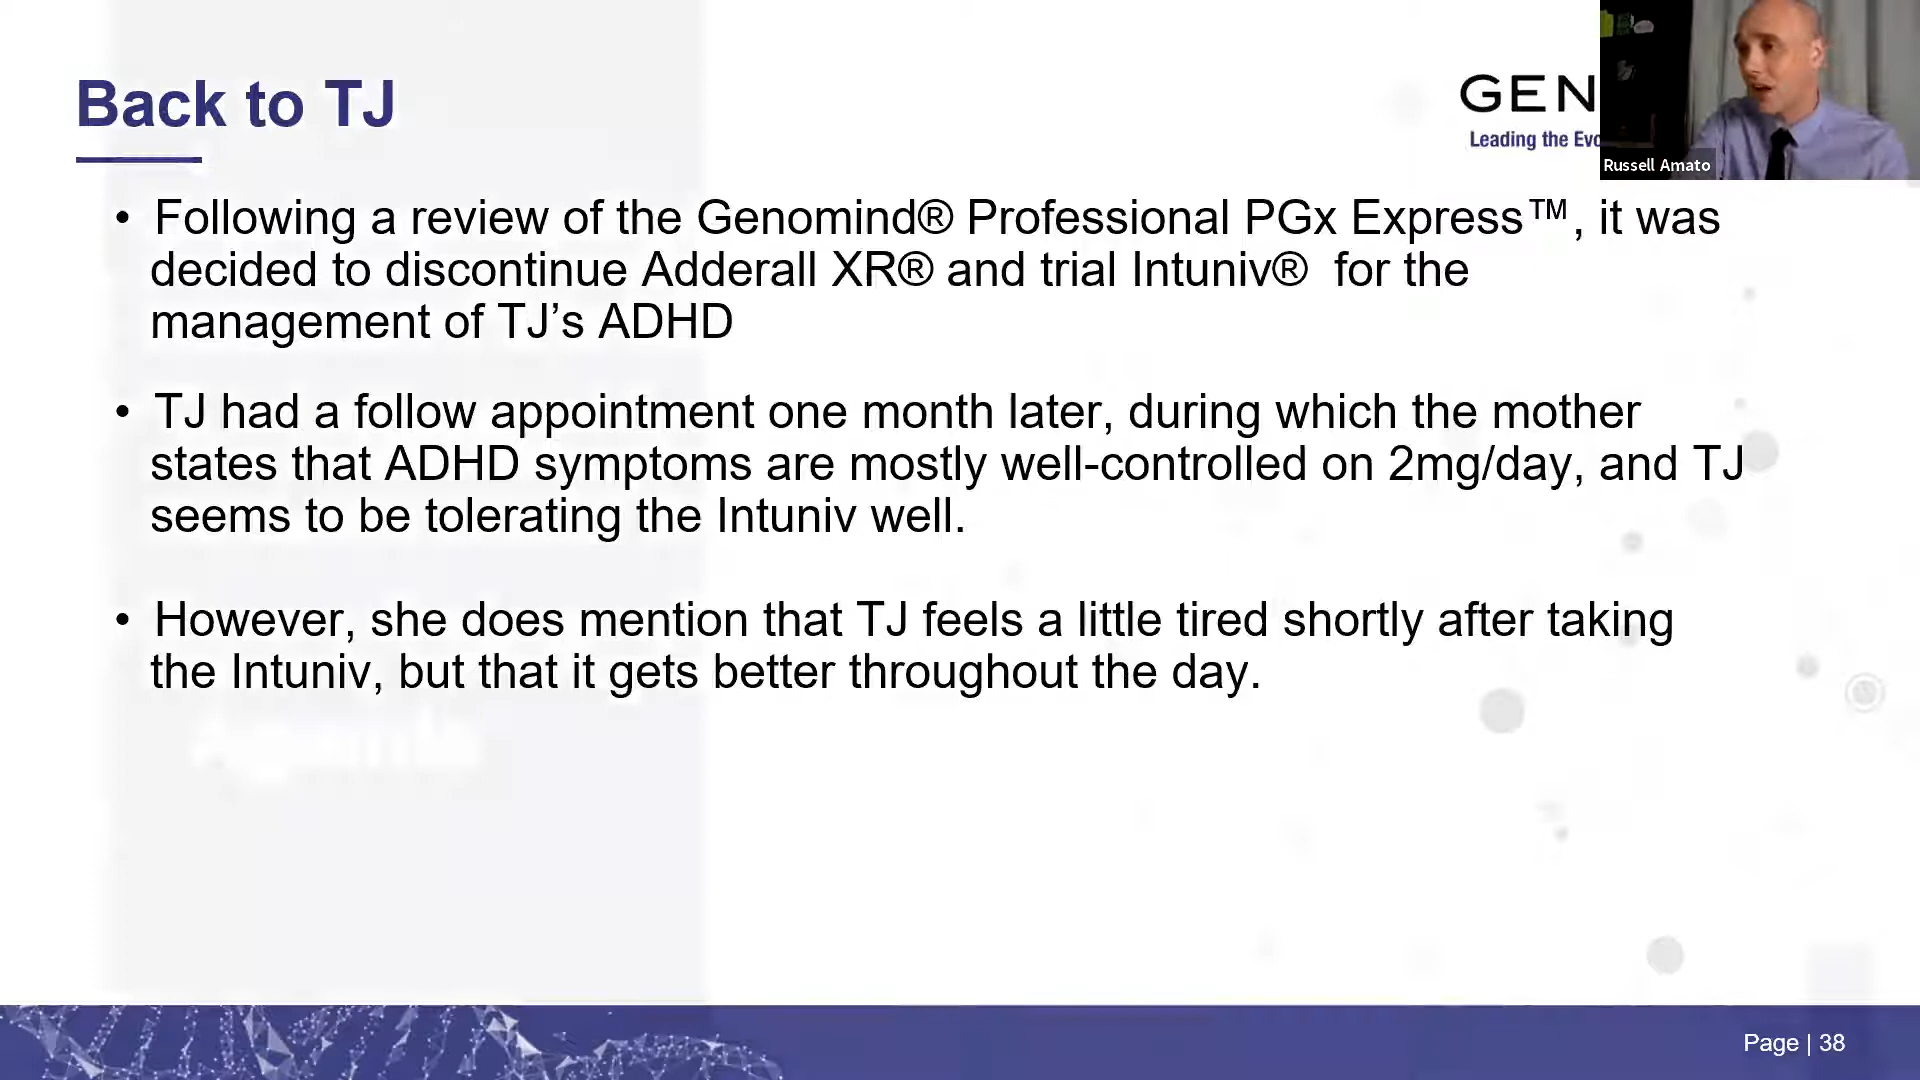 Back to TJ
GEN
Leading the Evo
Russell Amato
• Following a review of the Genomind® Professional PGx Express™, it was
decided to discontinue Adderall XR® and trial Intuniv® for the
management of TJ’s ADHD
• TJ had a follow appointment one month later, during which the mother
states that ADHD symptoms are mostly well-controlled on 2mg/day, and TJ
seems to be tolerating the Intuniv well.
• However, she does mention that TJ feels a little tired shortly after taking
the Intuniv, but that it gets better throughout the day.
Page | 38